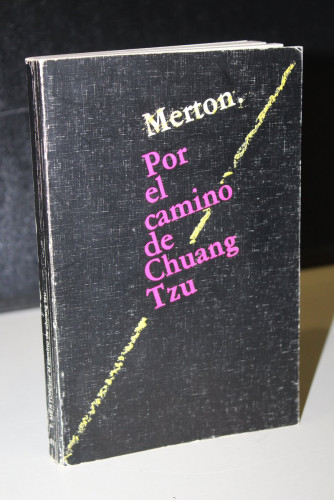 Merton.
Por
el
camino
de
Chuang
Tzu